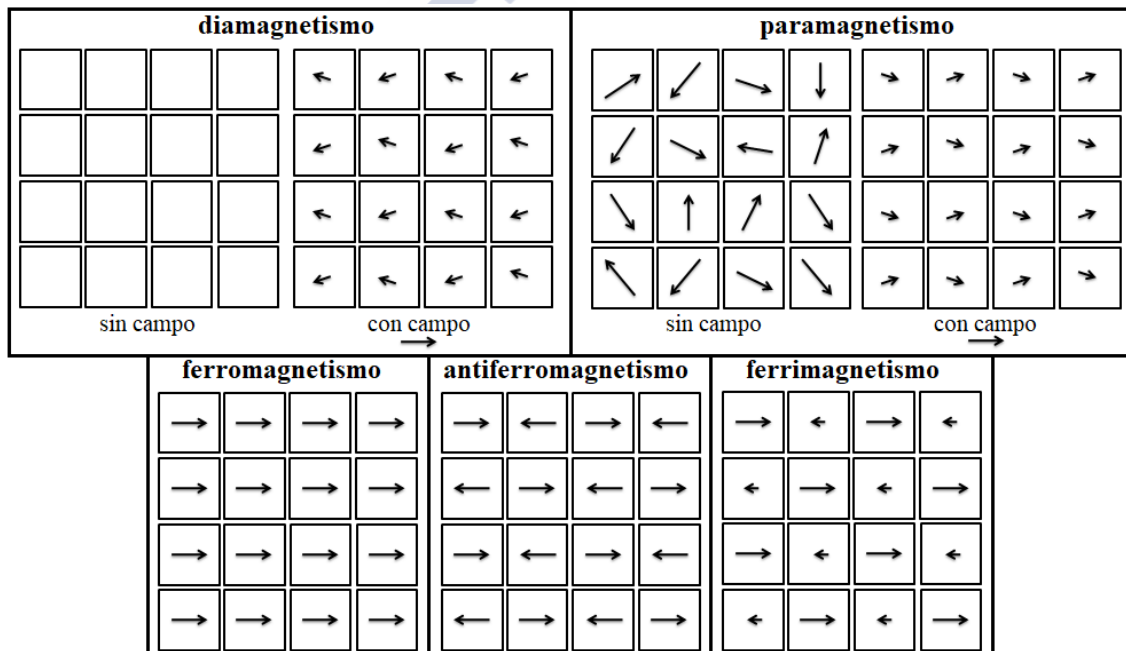 diamagnetismo
paramagnetismo
sin campo
con campo
sin campo
con campo
ferromagnetismo
antiferromagnetismo
ferrimagnetismo